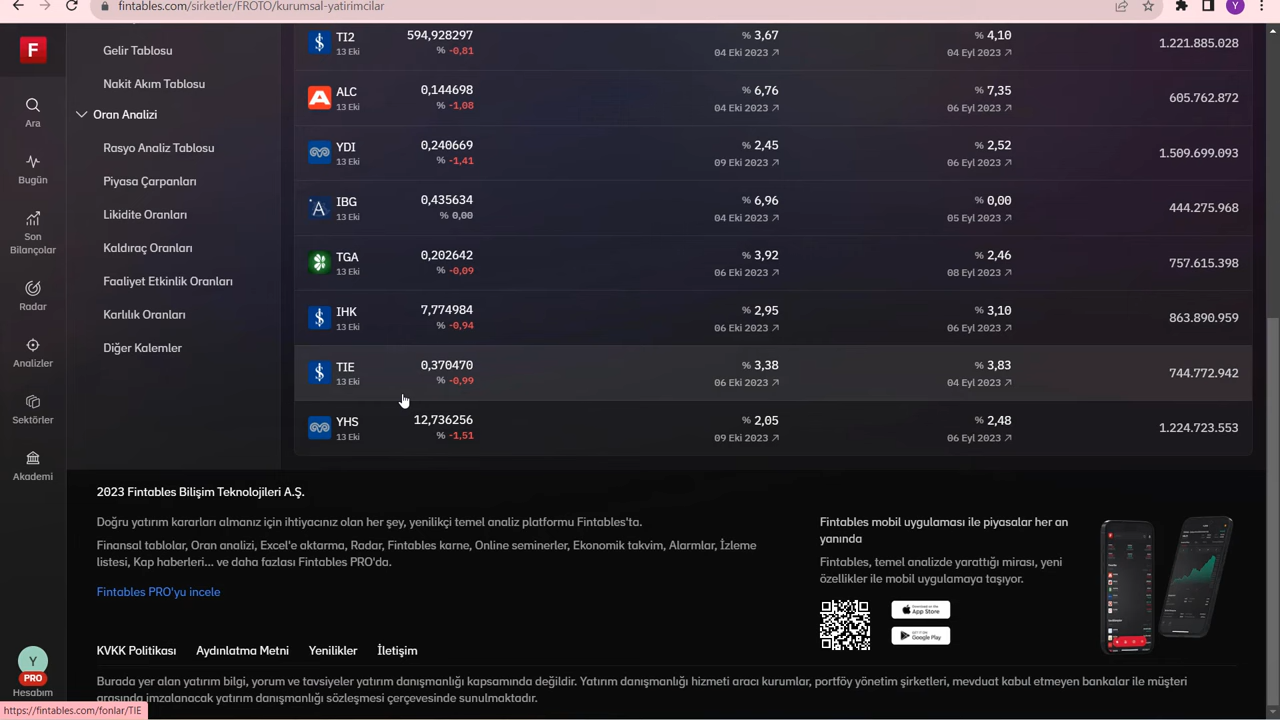 fintables.com/sirketler/FROTO/kurumsal-yatirimcilar
Y
F
Ara
Bugün
Son
Bilançolar
Radar
Analizler
Sektörler
Akademi
Y
PRO
Hesabım
Gelir Tablosu
Nakit Akım Tablosu
Oran Analizi
Rasyo Analiz Tablosu
Piyasa Çarpanları
Likidite Oranları
Kaldıraç Oranları
Faaliyet Etkinlik Oranları
Karlılık Oranları
Diğer Kalemler
TI2 594,928297 % 3,67 % 4,10 1.221.885.028
13 Eki % -0,81 04 Eki 2023 ↗ 04 Eyl 2023 ↗
ALC 0,144698 % 6,76 % 7,35 605.762.872
13 Eki % -1,08 04 Eki 2023 ↗ 06 Eyl 2023 ↗
YDI 0,240669 % 2,45 % 2,52 1.509.699.093
13 Eki % -1,41 09 Eki 2023 ↗ 06 Eyl 2023 ↗
IBG 0,435634 % 6,96 % 0,00 444.275.968
13 Eki % 0,00 04 Eki 2023 ↗ 05 Eyl 2023 ↗
TGA 0,202642 % 3,92 % 2,46 757.615.398
13 Eki % -0,09 06 Eki 2023 ↗ 08 Eyl 2023 ↗
IHK 7,774984 % 2,95 % 3,10 863.890.959
13 Eki % -0,94 06 Eki 2023 ↗ 06 Eyl 2023 ↗
TIE 0,370470 % 3,38 % 3,83 744.772.942
13 Eki % -0,99 06 Eki 2023 ↗ 04 Eyl 2023 ↗
YHS 12,736256 % 2,05 % 2,48 1.224.723.553
13 Eki % -1,51 09 Eki 2023 ↗ 06 Eyl 2023 ↗
2023 Fintables Bilişim Teknolojileri A.Ş.
Doğru yatırım kararları almanız için ihtiyacınız olan her şey, yenilikçi temel analiz platformu Fintables'ta.
Finansal tablolar, Oran analizi, Excel'e aktarma, Radar, Fintables karne, Online seminerler, Ekonomik takvim, Alarmlar, İzleme
listesi, Kap haberleri... ve daha fazlası Fintables PRO'da.
Fintables PRO'yu incele
Fintables mobil uygulaması ile piyasalar her an
yanında
Fintables, temel analizde yarattığı mirası, yeni
özellikler ile mobil uygulamaya taşıyor.
Download on the
App Store
GET IT ON
Google Play
KVKK Politikası Aydınlatma Metni Yenilikler İletişim
Burada yer alan yatırım bilgi, yorum ve tavsiyeler yatırım danışmanlığı kapsamında değildir. Yatırım danışmanlığı hizmeti aracı kurumlar, portföy yönetim şirketleri, mevduat kabul etmeyen bankalar ile müşteri
arasında imzalanacak yatırım danışmanlığı sözleşmesi çerçevesinde sunulmaktadır.
https://fintables.com/fonlar/TIE